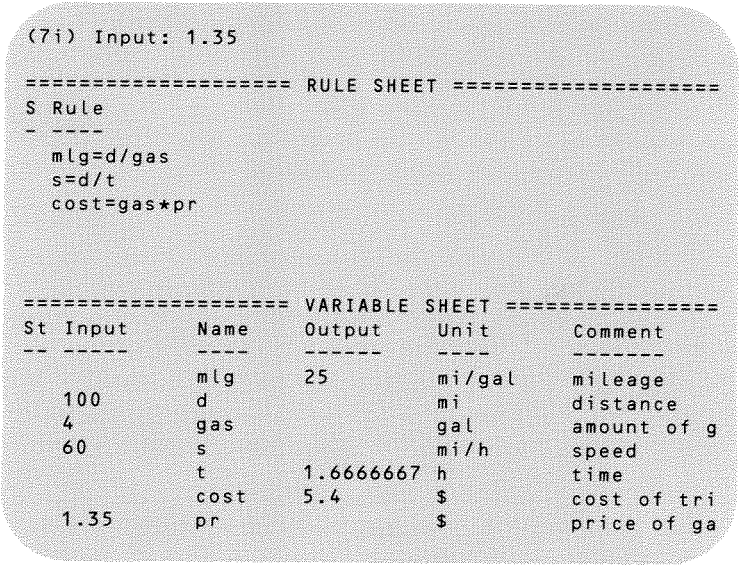 (7i) Input: 1.35
==================== RULE SHEET ====================
S Rule
- ----
mlg=d/gas
s=d/t
cost=gas*pr
==================== VARIABLE SHEET ================
St Input Name Output Unit Comment
-- ----- ---- ------ ---- -------
mlg 25 mi/gal mileage
100 d mi distance
4 gas gal amount of g
60 s mi/h speed
t 1.6666667 h time
cost 5.4 $ cost of tri
1.35 pr $ price of ga